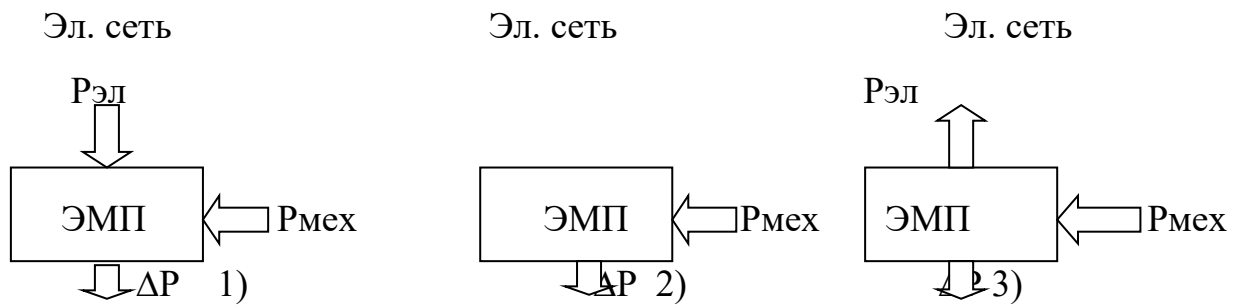 Эл. сеть Эл. сеть Эл. сеть
Рэл Рэл
ЭМП Рмех ЭМП Рмех ЭМП Рмех
ΔР 1) ΔР 2) ΔР 3)